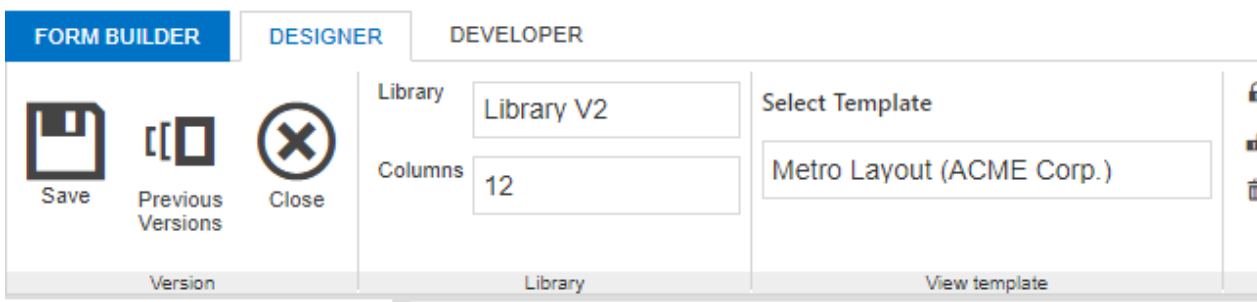 FORM BUILDER DESIGNER DEVELOPER
Library Library V2
Select Template
Columns 12
Metro Layout (ACME Corp.)
Save Previous Versions Close
Version Library View template